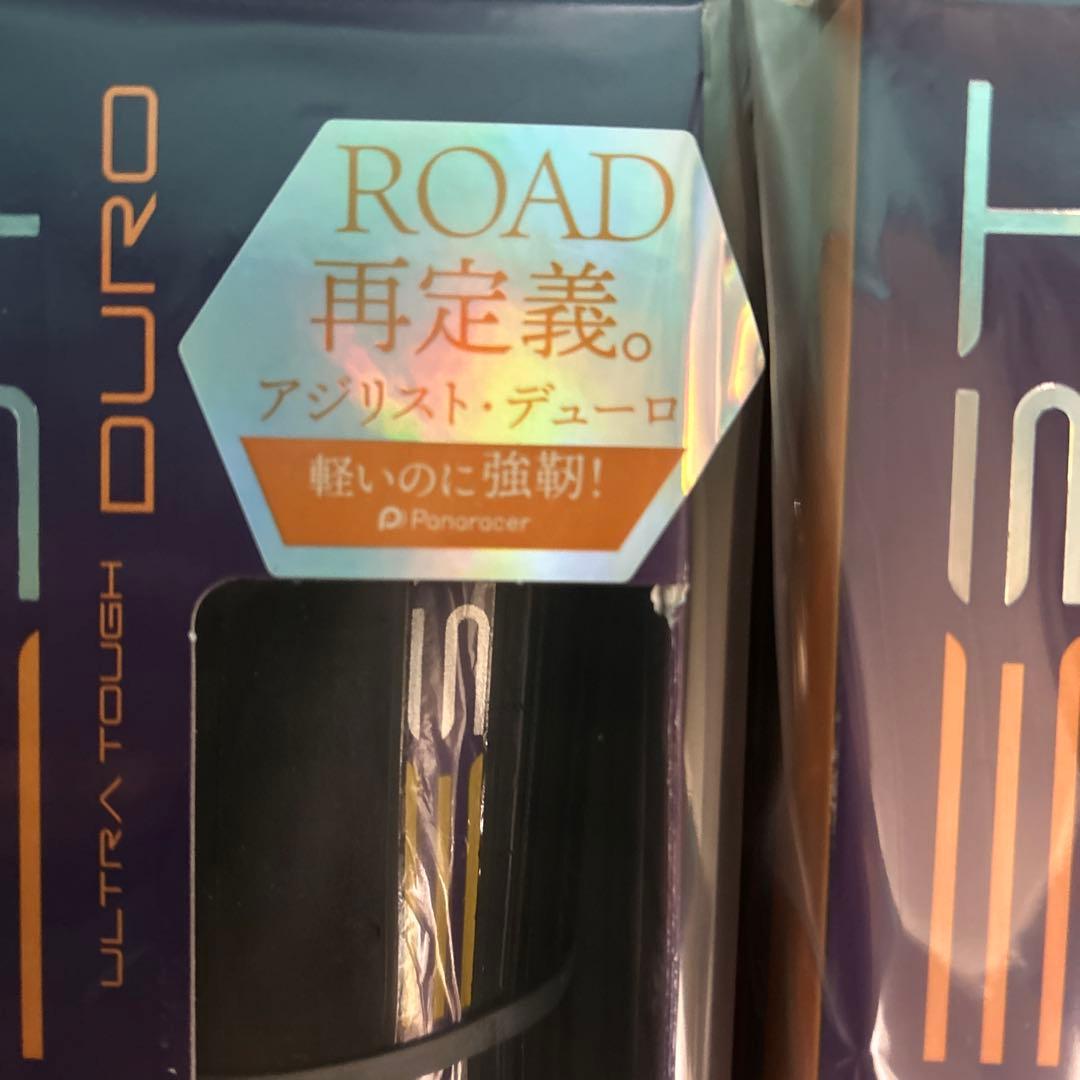 ROAD
再定義。
アジリスト・デューロ
軽いのに強靭!
Panaracer
ULTRA TOUGH DURO